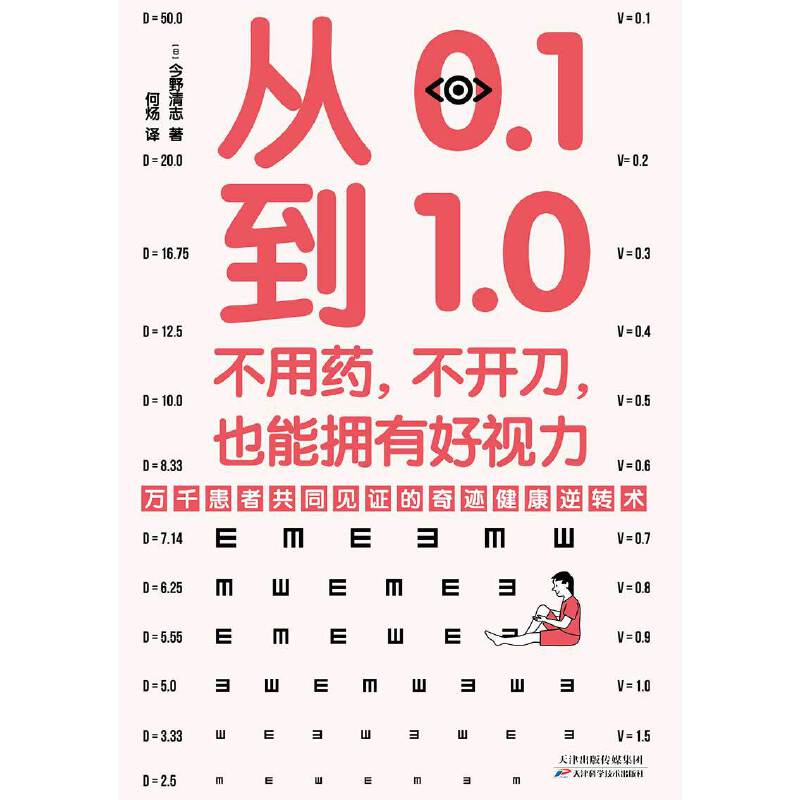 从 0.1
到 1.0
不用药，不开刀，
也能拥有好视力
万千患者共同见证的奇迹健康逆转术
[日] 今野清志 著
何炀 译
D = 50.0
D = 20.0
D = 16.75
D = 12.5
D = 10.0
D = 8.33
D = 7.14
D = 6.25
D = 5.55
D = 5.0
D = 3.33
D = 2.5
V = 0.1
V= 0.2
V = 0.3
V = 0.4
V = 0.5
V = 0.6
V = 0.7
V = 0.8
V = 0.9
V = 1.0
V = 1.5
天津出版传媒集团
天津科学技术出版社